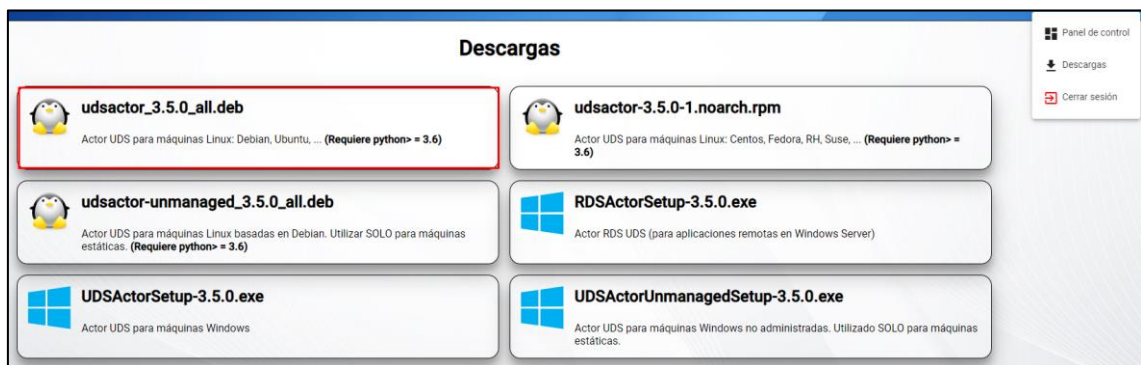 Descargas
Panel de control
Descargas
Cerrar sesión
udsactor_3.5.0_all.deb
Actor UDS para máquinas Linux: Debian, Ubuntu, ... (Requiere python> = 3.6)
udsactor-3.5.0-1.noarch.rpm
Actor UDS para máquinas Linux: Centos, Fedora, RH, Suse, ... (Requiere python> =
3.6)
udsactor-unmanaged_3.5.0_all.deb
Actor UDS para máquinas Linux basadas en Debian. Utilizar SOLO para máquinas
estáticas. (Requiere python> = 3.6)
RDSActorSetup-3.5.0.exe
Actor RDS UDS (para aplicaciones remotas en Windows Server)
UDSActorSetup-3.5.0.exe
Actor UDS para máquinas Windows
UDSActorUnmanagedSetup-3.5.0.exe
Actor UDS para máquinas Windows no administradas. Utilizado SOLO para máquinas
estáticas.